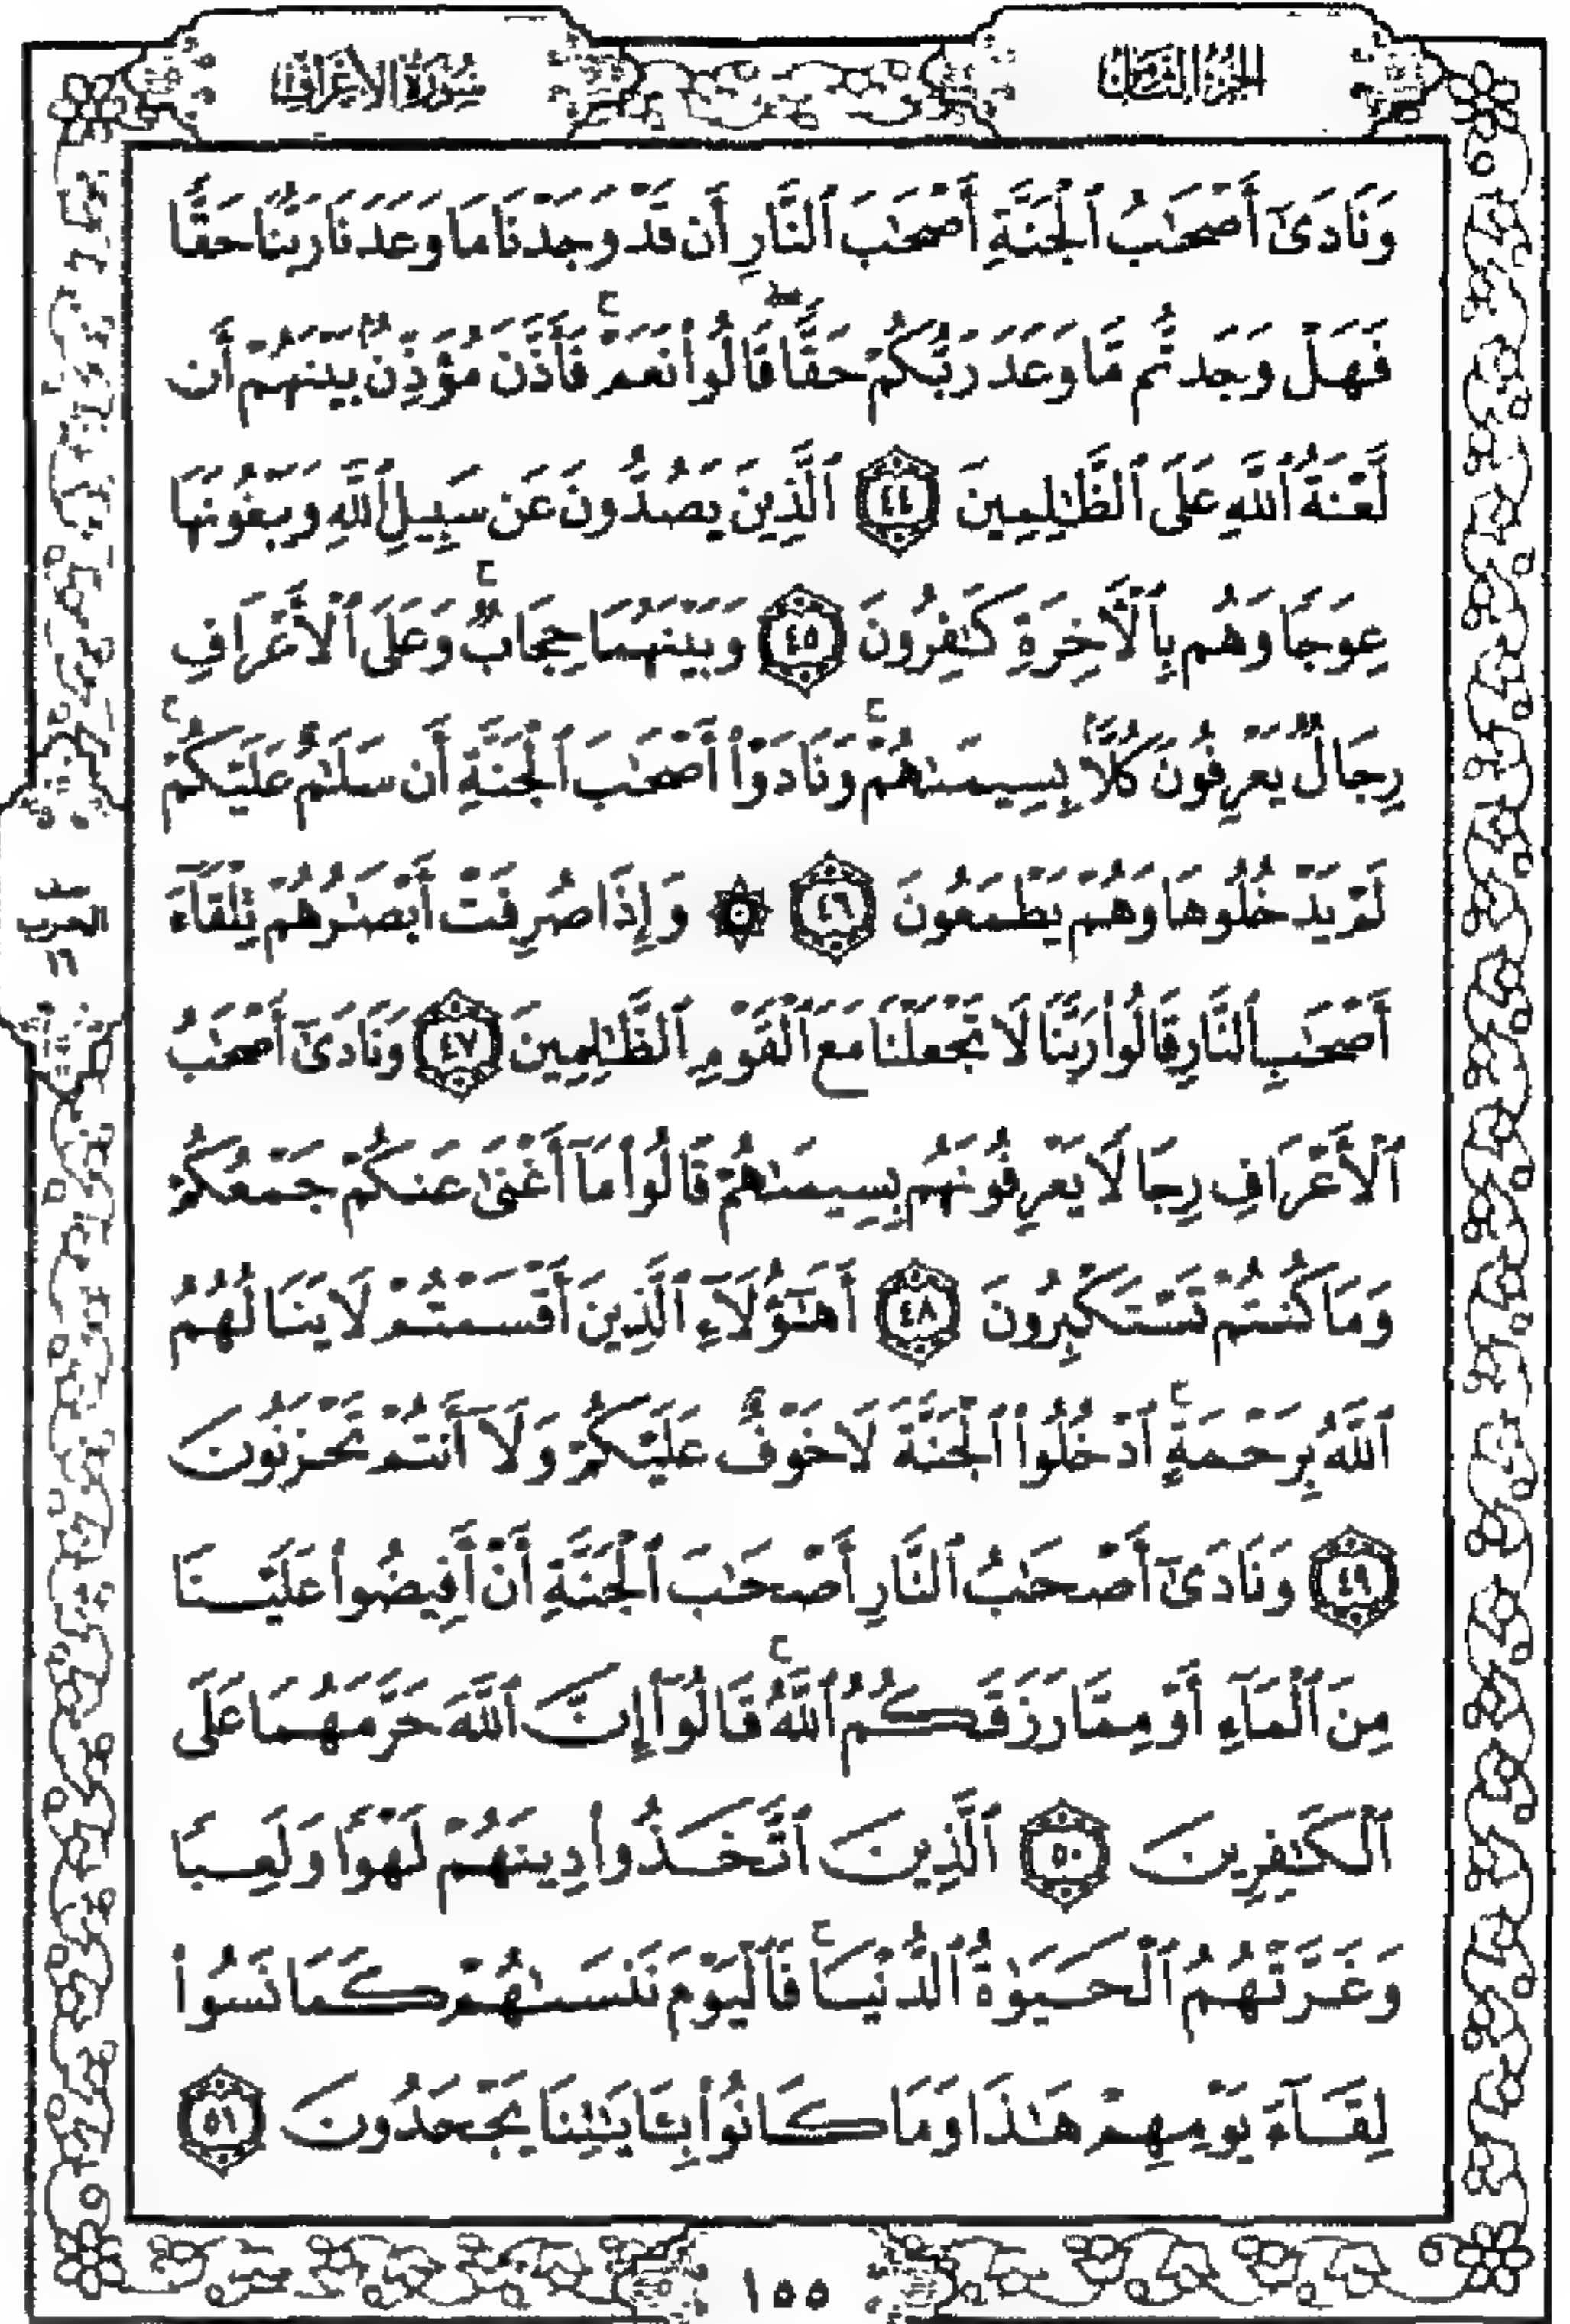 الجزء الثامن
سورة الأعراف
وَنَادَىٰٓ أَصْحَٰبُ ٱلْجَنَّةِ أَصْحَٰبَ ٱلنَّارِ أَن قَدْ وَجَدْنَا مَا وَعَدَنَا رَبُّنَا حَقًّا
فَهَلْ وَجَدتُّم مَّا وَعَدَ رَبُّكُمْ حَقًّا ۖ قَالُوا۟ نَعَمْ ۚ فَأَذَّنَ مُؤَذِّنٌۢ بَيْنَهُمْ أَن
لَّعْنَةُ ٱللَّهِ عَلَى ٱلظَّٰلِمِينَ ٤٤ ٱلَّذِينَ يَصُدُّونَ عَن سَبِيلِ ٱللَّهِ وَيَبْغُونَهَا
عِوَجًا وَهُم بِٱلْءَاخِرَةِ كَٰفِرُونَ ٤٥ وَبَيْنَهُمَا حِجَابٌ ۚ وَعَلَى ٱلْأَعْرَافِ
رِجَالٌ يَعْرِفُونَ كُلًّۢا بِسِيمَىٰهُمْ ۚ وَنَادَوْا۟ أَصْحَٰبَ ٱلْجَنَّةِ أَن سَلَٰمٌ عَلَيْكُمْ ۚ
لَمْ يَدْخُلُوهَا وَهُمْ يَطْمَعُونَ ٤٦ ۞ وَإِذَا صُرِفَتْ أَبْصَٰرُهُمْ تِلْقَآءَ
الحزب
أَصْحَٰبِ ٱلنَّارِ قَالُوا۟ رَبَّنَا لَا تَجْعَلْنَا مَعَ ٱلْقَوْمِ ٱلظَّٰلِمِينَ ٤٧ وَنَادَىٰٓ أَصْحَٰبُ
ٱلْأَعْرَافِ رِجَالًا يَعْرِفُونَهُم بِسِيمَىٰهُمْ قَالُوا۟ مَآ أَغْنَىٰ عَنكُمْ جَمْعُكُمْ
وَمَا كُنتُمْ تَسْتَكْبِرُونَ ٤٨ أَهَٰٓؤُلَآءِ ٱلَّذِينَ أَقْسَمْتُمْ لَا يَنَالُهُمُ
ٱللَّهُ بِرَحْمَةٍ ۚ ٱدْخُلُوا۟ ٱلْجَنَّةَ لَا خَوْفٌ عَلَيْكُمْ وَلَآ أَنتُمْ تَحْزَنُونَ
٤٩ وَنَادَىٰٓ أَصْحَٰبُ ٱلنَّارِ أَصْحَٰبَ ٱلْجَنَّةِ أَنْ أَفِيضُوا۟ عَلَيْنَا
مِنَ ٱلْمَآءِ أَوْ مِمَّا رَزَقَكُمُ ٱللَّهُ ۚ قَالُوٓا۟ إِنَّ ٱللَّهَ حَرَّمَهُمَا عَلَى
ٱلْكَٰفِرِينَ ٥٠ ٱلَّذِينَ ٱتَّخَذُوا۟ دِينَهُمْ لَهْوًا وَلَعِبًا
وَغَرَّتْهُمُ ٱلْحَيَوٰةُ ٱلدُّنْيَا ۚ فَٱلْيَوْمَ نَنسَىٰهُمْ كَمَا نَسُوا۟
لِقَآءَ يَوْمِهِمْ هَٰذَا وَمَا كَانُوا۟ بِـَٔايَٰتِنَا يَجْحَدُونَ ٥١
١٥٥